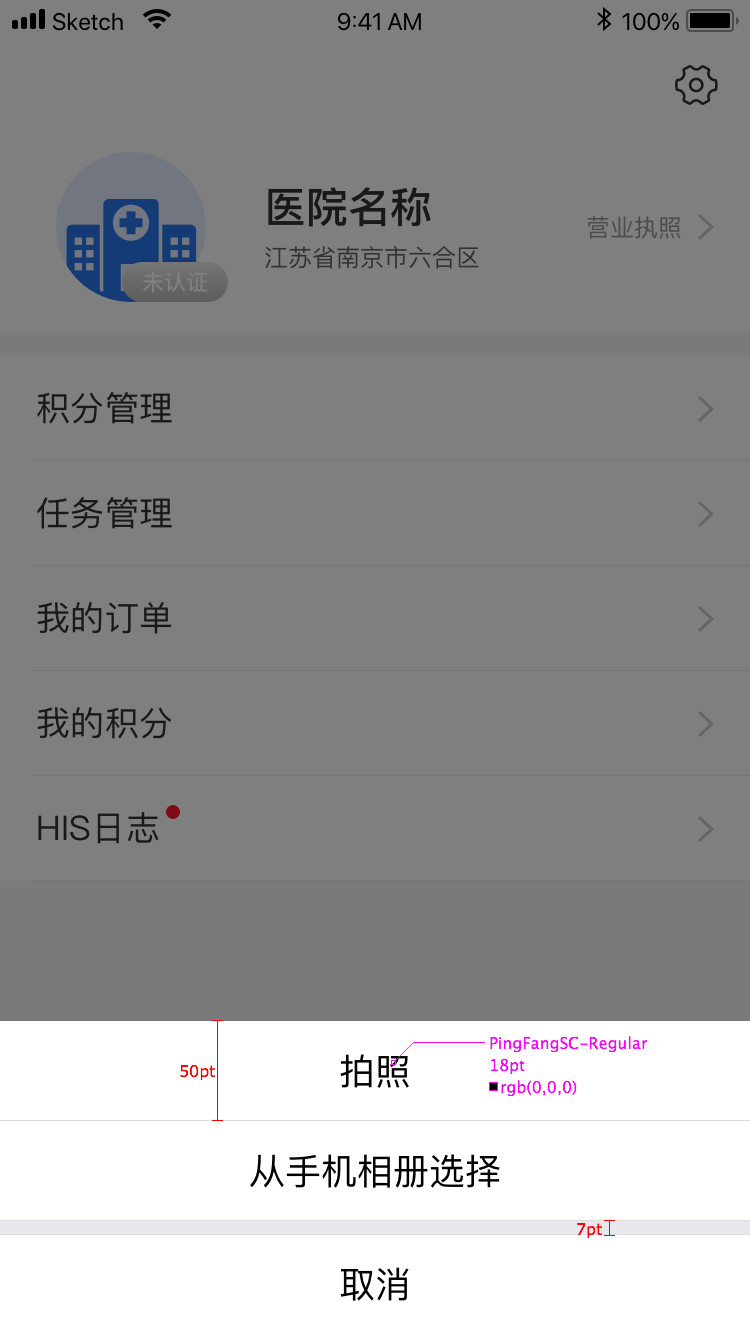 Sketch 9:41 AM 100%
医院名称
江苏省南京市六合区
营业执照
未认证
积分管理
任务管理
我的订单
我的积分
HIS日志
50pt
拍照
PingFangSC-Regular
18pt
rgb(0,0,0)
从手机相册选择
7pt
取消